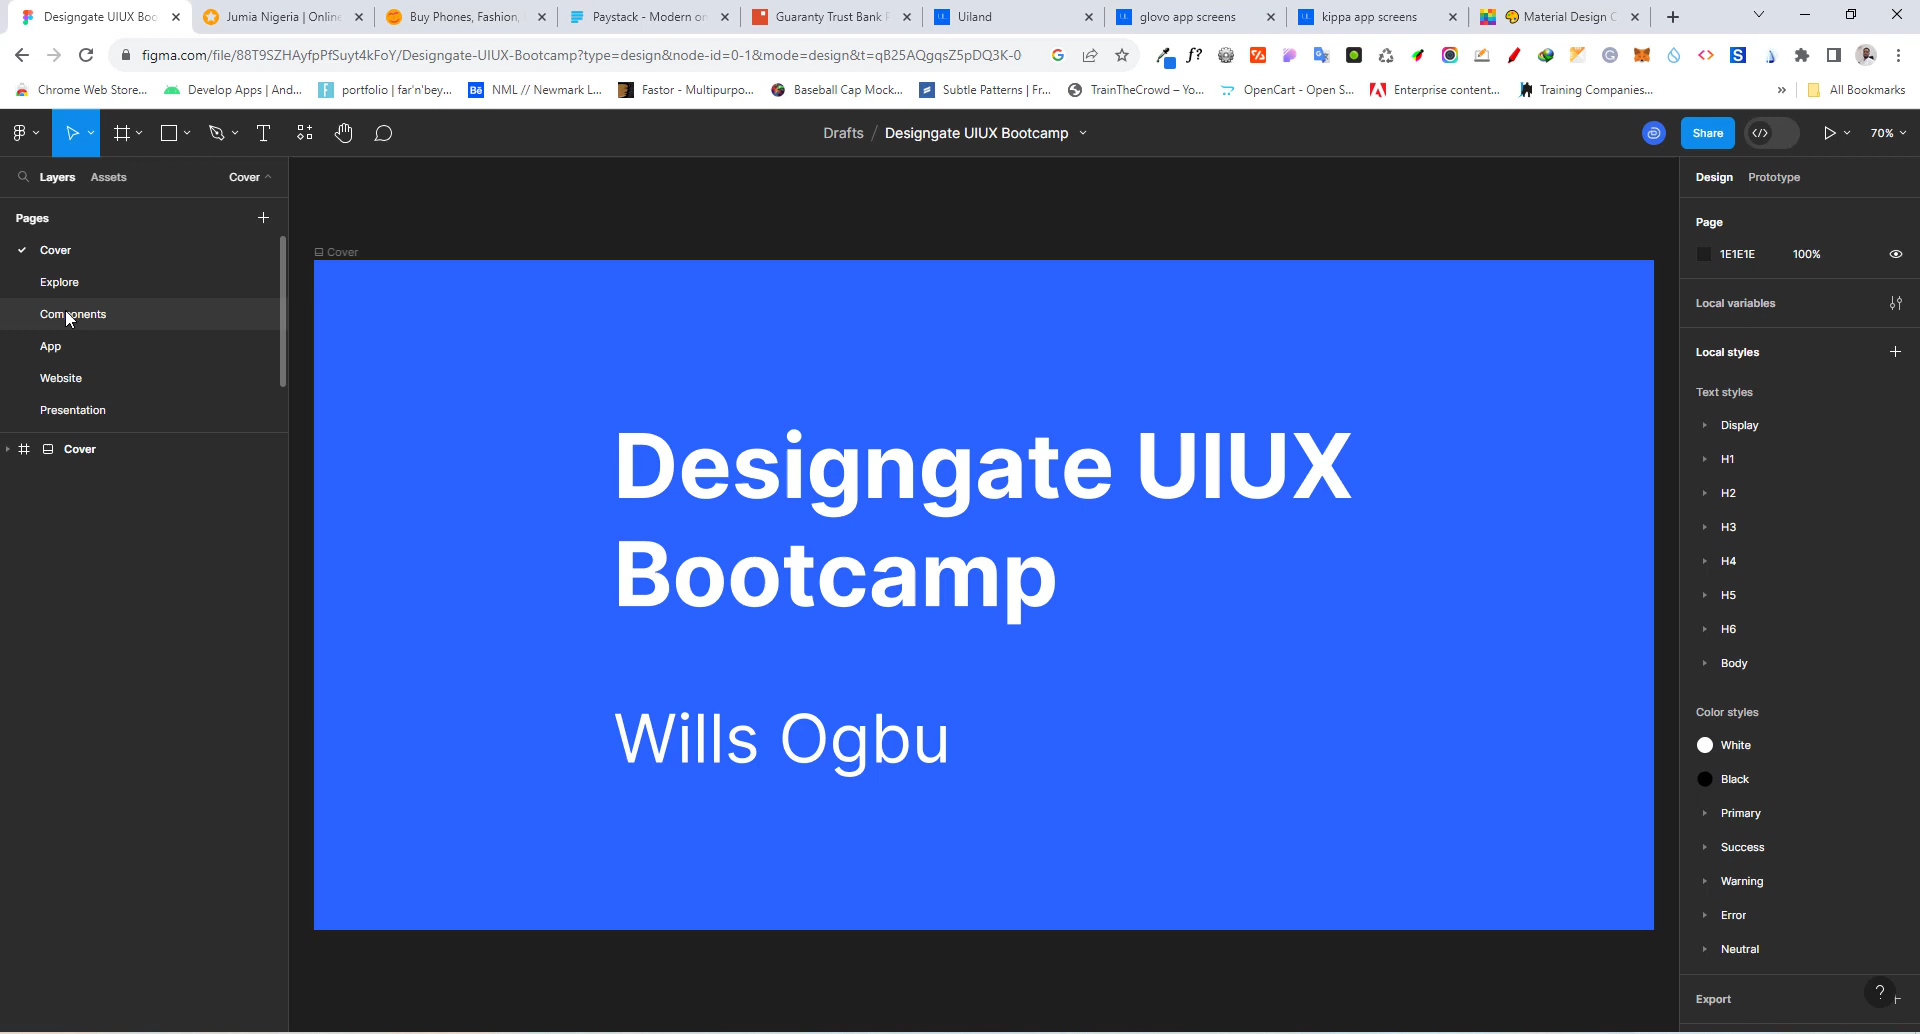 Designgate UIUX Boo
Jumia Nigeria | Online
Buy Phones, Fashion,
Paystack - Modern on
Guaranty Trust Bank P
Uiland
glovo app screens
kippa app screens
Material Design C
figma.com/file/88T9SZHAyfpPfSuyt4kFoY/Designgate-UIUX-Bootcamp?type=design&node-id=0-1&mode=design&t=qB25AQgqsZ5pDQ3K-0
Chrome Web Store...
Develop Apps | And...
portfolio | far'n'bey...
NML // Newmark L...
Fastor - Multipurpo...
Baseball Cap Mock...
Subtle Patterns | Fr...
TrainTheCrowd – Yo...
OpenCart - Open S...
Enterprise content...
Training Companies...
»
All Bookmarks
Drafts / Designgate UIUX Bootcamp
Share
70%
Layers
Assets
Cover
Pages
Cover
Explore
Components
App
Website
Presentation
Cover
Cover
Designgate UIUX
Bootcamp
Wills Ogbu
Design
Prototype
Page
1E1E1E 100%
Local variables
Local styles
Text styles
Display
H1
H2
H3
H4
H5
H6
Body
Color styles
White
Black
Primary
Success
Warning
Error
Neutral
Export
?